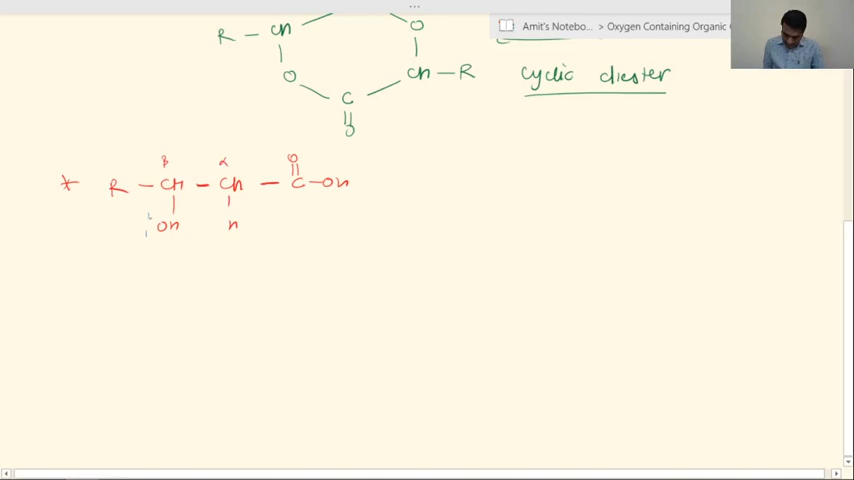 Amit's Notebo... > Oxygen Containing Organic
R — CH O
O CH — R cyclic diester
C
O
β α O
* R — CH — CH — C — OH
OH H